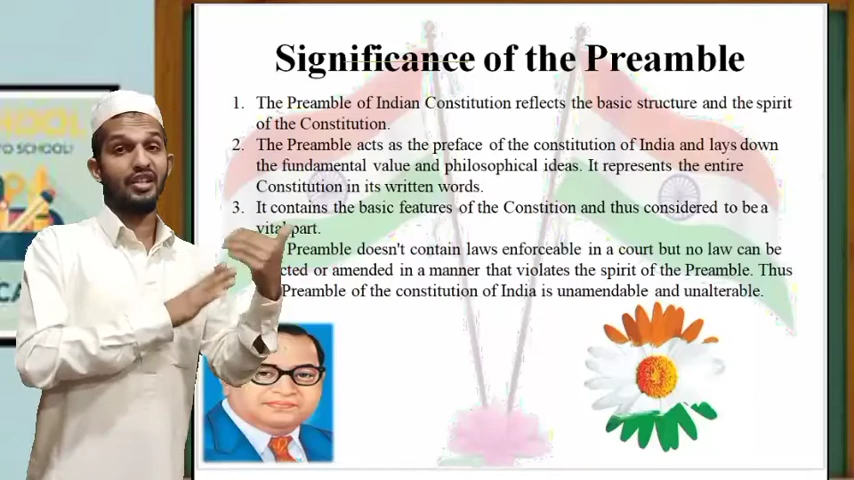 Significance of the Preamble
1. The Preamble of Indian Constitution reflects the basic structure and the spirit
of the Constitution.
2. The Preamble acts as the preface of the constitution of India and lays down
the fundamental value and philosophical ideas. It represents the entire
Constitution in its written words.
3. It contains the basic features of the Constition and thus considered to be a
vital part.
Preamble doesn't contain laws enforceable in a court but no law can be
cted or amended in a manner that violates the spirit of the Preamble. Thus
Preamble of the constitution of India is unamendable and unalterable.
TO SCHOOL!